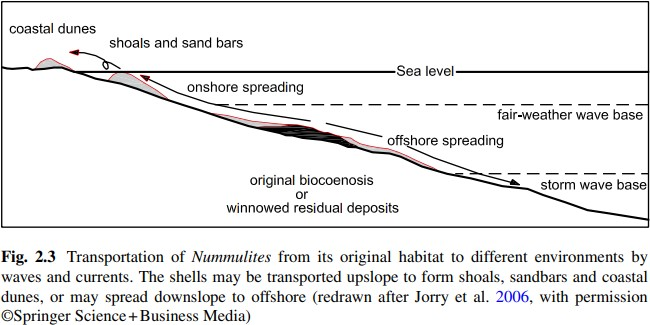 coastal dunes
shoals and sand bars
Sea level
onshore spreading
fair-weather wave base
offshore spreading
original biocoenosis
or
winnowed residual deposits
storm wave base
Fig. 2.3 Transportation of Nummulites from its original habitat to different environments by
waves and currents. The shells may be transported upslope to form shoals, sandbars and coastal
dunes, or may spread downslope to offshore (redrawn after Jorry et al. 2006, with permission
©Springer Science+Business Media)